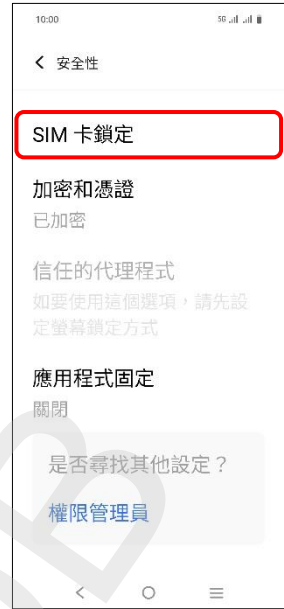 10:00
5G
安全性
SIM 卡鎖定
加密和憑證
已加密
信任的代理程式
如要使用這個選項，請先設
定螢幕鎖定方式
應用程式固定
關閉
是否尋找其他設定？
權限管理員